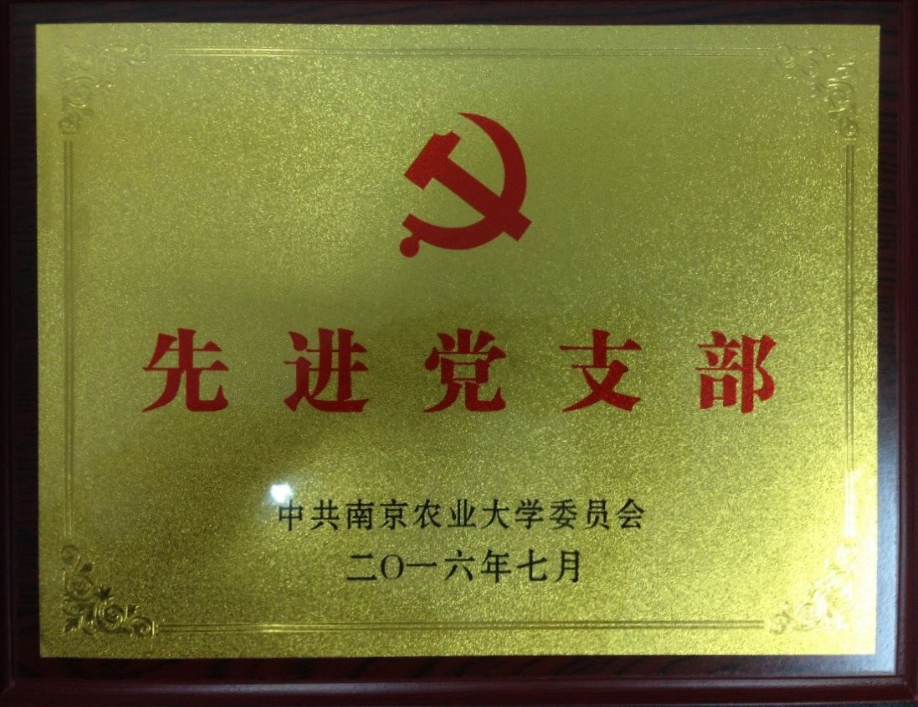 先进党支部
中共南京农业大学委员会
二〇一六年七月